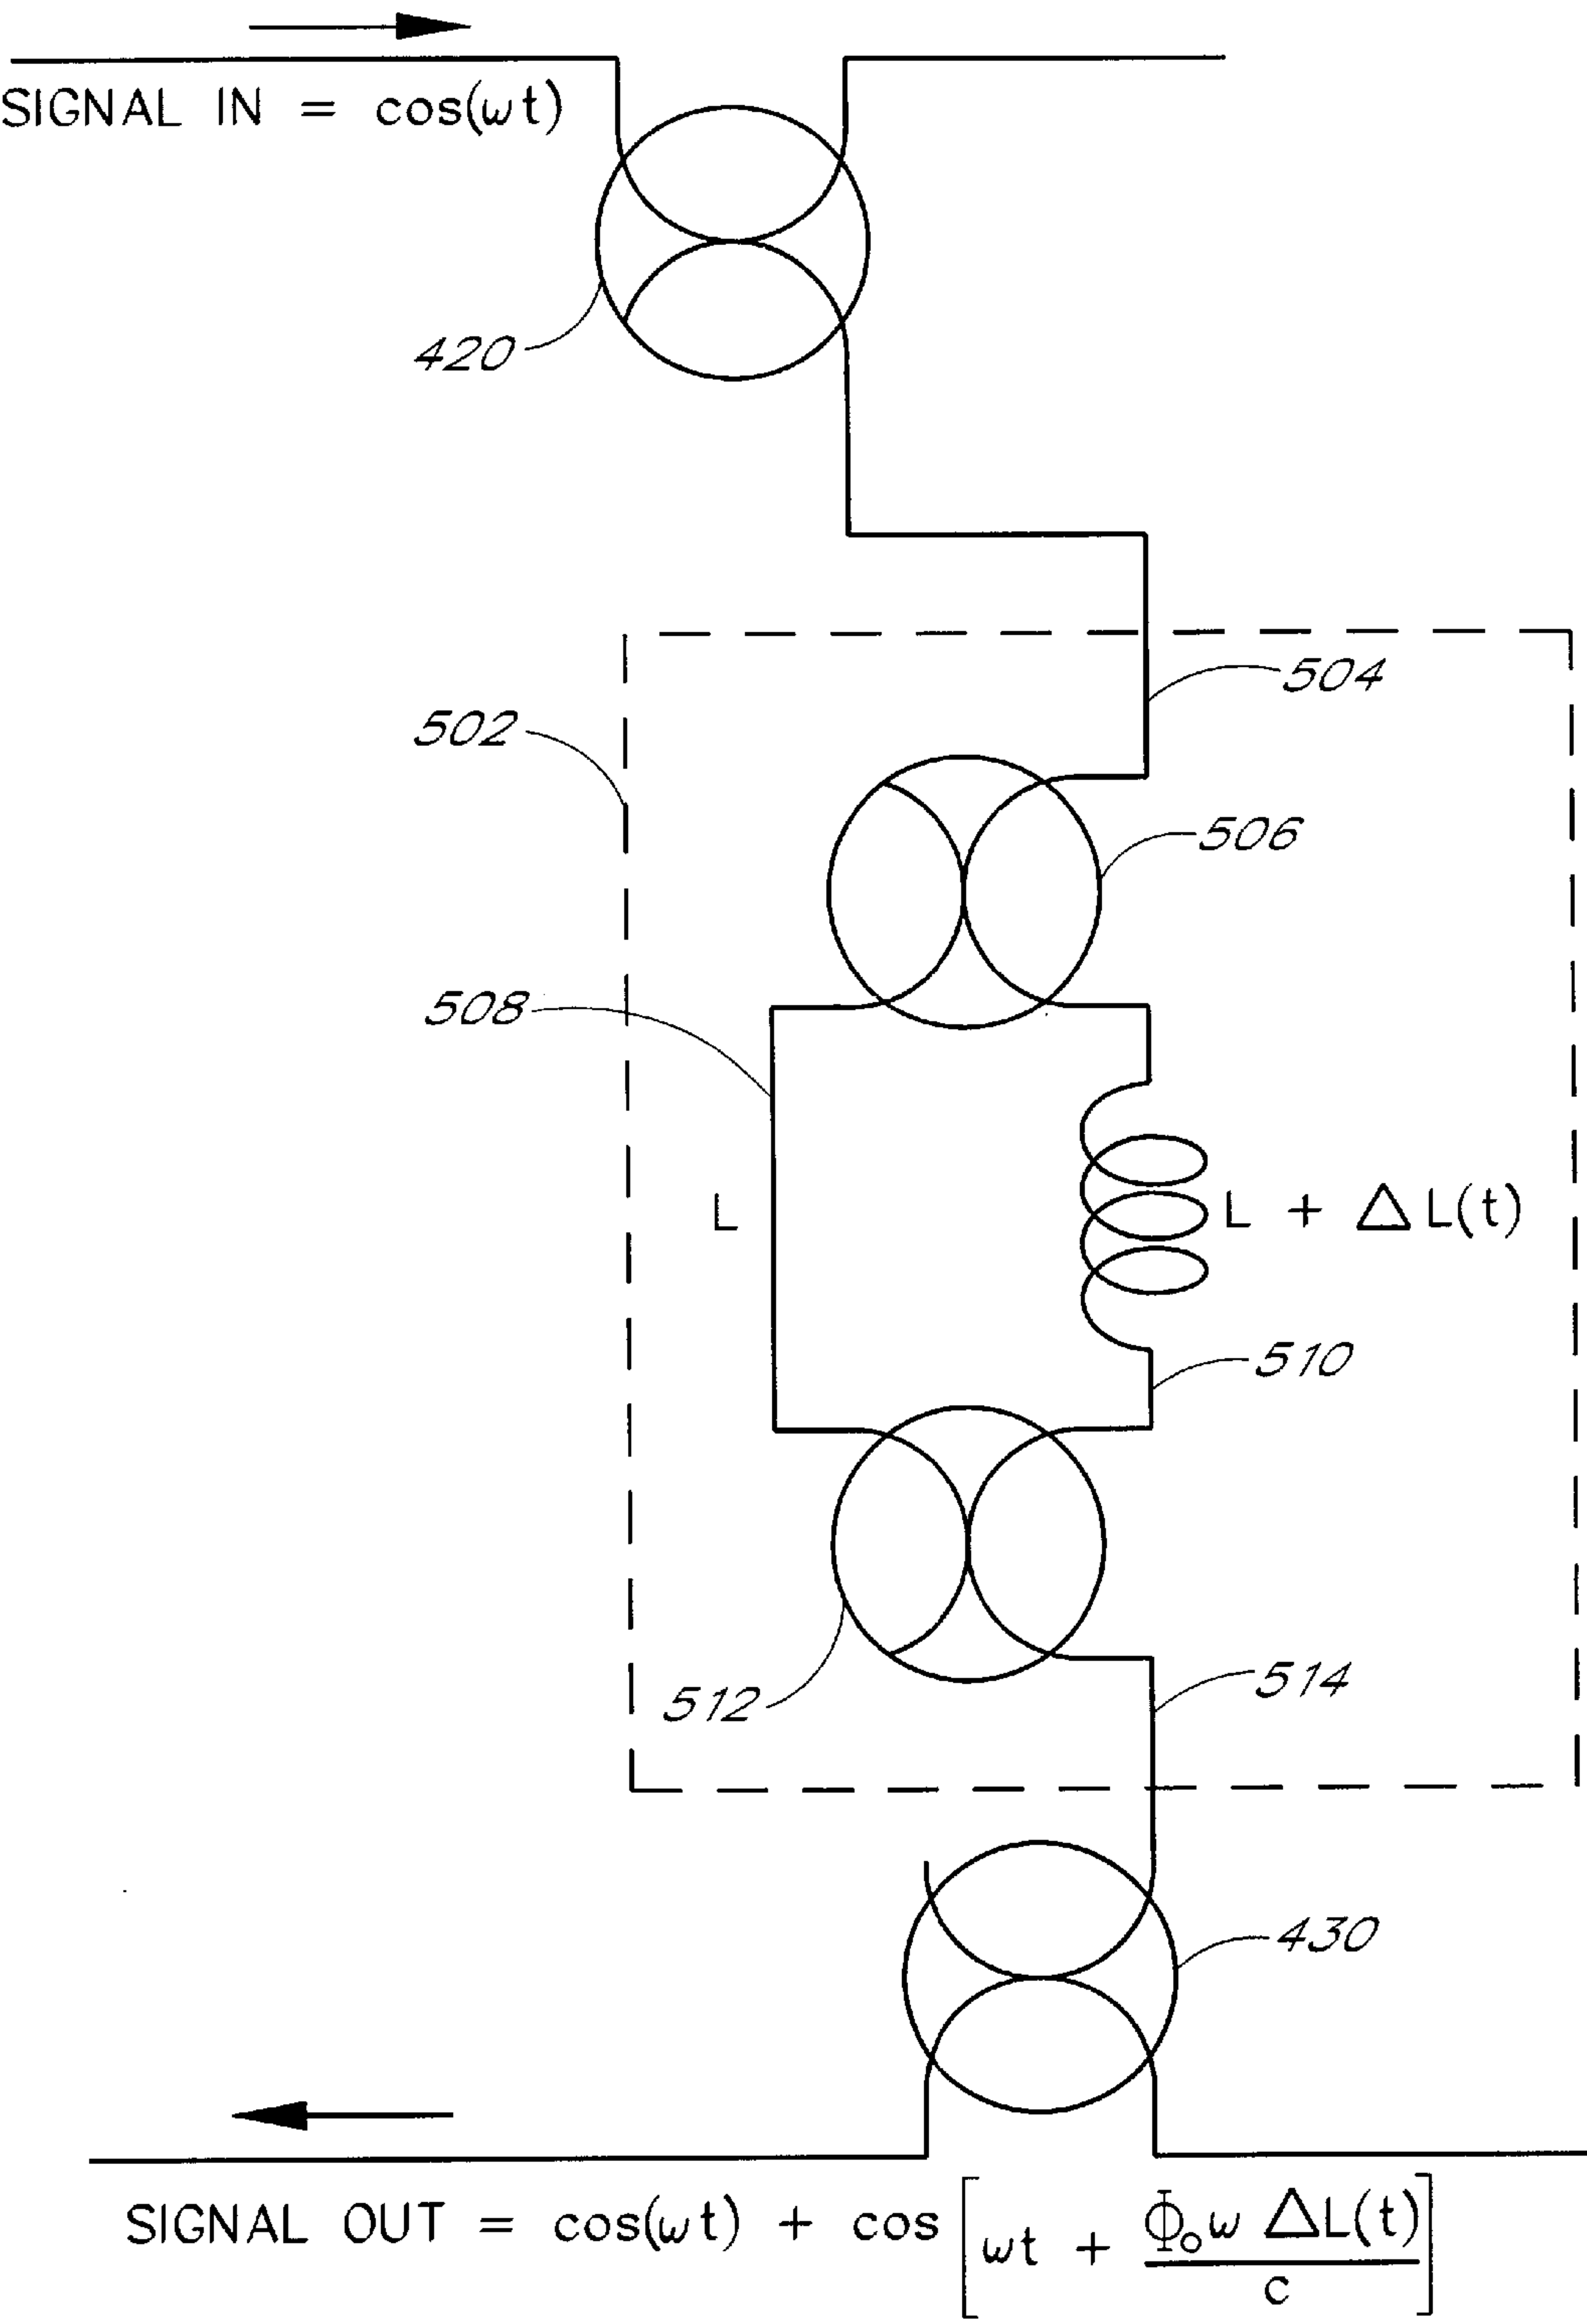 SIGNAL IN = cos(ωt)
420
504
502
506
508
L
L + ΔL(t)
510
512
514
430
SIGNAL OUT = cos(ωt) + cos[ωt + Φ₀ω ΔL(t)/c]